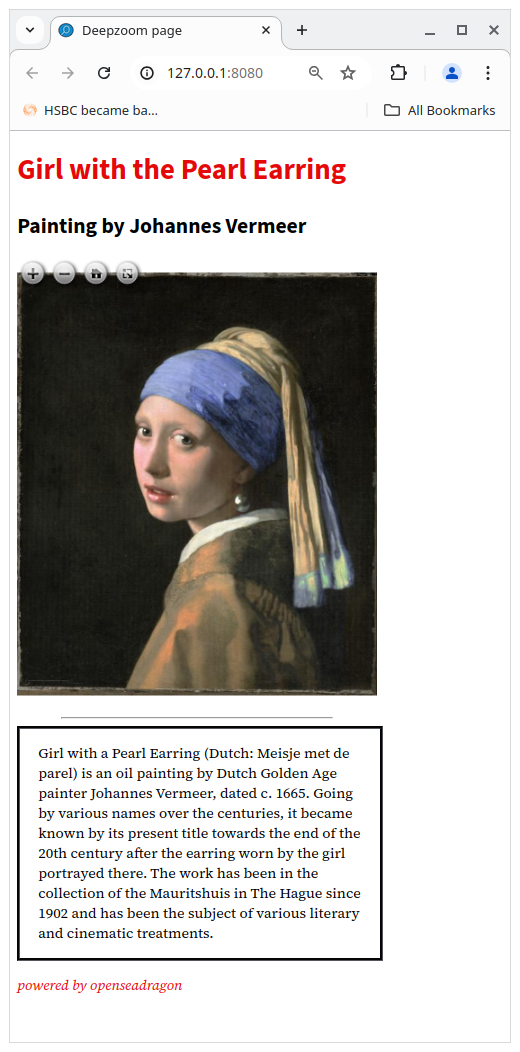 Deepzoom page
127.0.0.1:8080
HSBC became ba...
All Bookmarks
Girl with the Pearl Earring
Painting by Johannes Vermeer
Girl with a Pearl Earring (Dutch: Meisje met de
parel) is an oil painting by Dutch Golden Age
painter Johannes Vermeer, dated c. 1665. Going
by various names over the centuries, it became
known by its present title towards the end of the
20th century after the earring worn by the girl
portrayed there. The work has been in the
collection of the Mauritshuis in The Hague since
1902 and has been the subject of various literary
and cinematic treatments.
powered by openseadragon